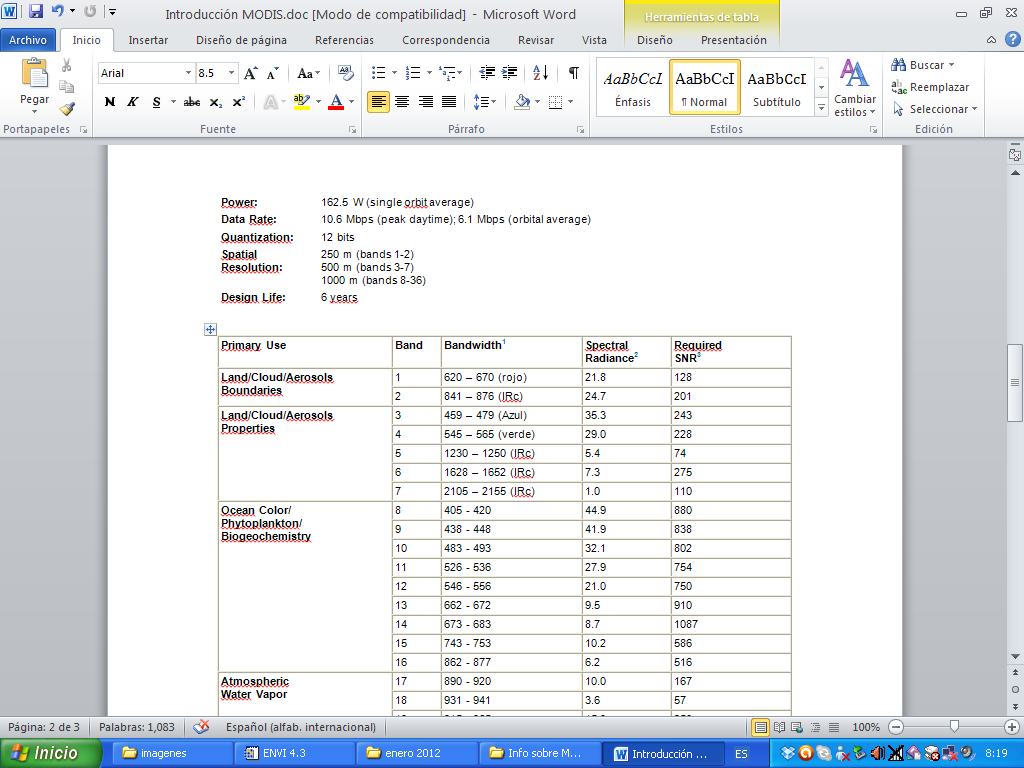 Introducción MODIS.doc [Modo de compatibilidad] - Microsoft Word
Herramientas de tabla
Archivo Inicio Insertar Diseño de página Referencias Correspondencia Revisar Vista Diseño Presentación
Pegar
Portapapeles
Arial 8.5
N K S abc x₂ x²
Fuente
Párrafo
AaBbCcI AaBbCcI AaBbCcI
Énfasis ¶ Normal Subtítulo
Estilos
Cambiar estilos
Buscar
Reemplazar
Seleccionar
Edición
Power: 162.5 W (single orbit average)
Data Rate: 10.6 Mbps (peak daytime); 6.1 Mbps (orbital average)
Quantization: 12 bits
Spatial 250 m (bands 1-2)
Resolution: 500 m (bands 3-7)
1000 m (bands 8-36)
Design Life: 6 years
Primary Use Band Bandwidth¹ Spectral Radiance² Required SNR³
Land/Cloud/Aerosols Boundaries 1 620 – 670 (rojo) 21.8 128
2 841 – 876 (IRc) 24.7 201
Land/Cloud/Aerosols Properties 3 459 – 479 (Azul) 35.3 243
4 545 – 565 (verde) 29.0 228
5 1230 – 1250 (IRc) 5.4 74
6 1628 – 1652 (IRc) 7.3 275
7 2105 – 2155 (IRc) 1.0 110
Ocean Color/ Phytoplankton/ Biogeochemistry 8 405 - 420 44.9 880
9 438 - 448 41.9 838
10 483 - 493 32.1 802
11 526 - 536 27.9 754
12 546 - 556 21.0 750
13 662 - 672 9.5 910
14 673 - 683 8.7 1087
15 743 - 753 10.2 586
16 862 - 877 6.2 516
Atmospheric Water Vapor 17 890 - 920 10.0 167
18 931 - 941 3.6 57
Página: 2 de 3 Palabras: 1,083 Español (alfab. internacional) 100%
Inicio imagenes ENVI 4.3 enero 2012 Info sobre M... Introducción ... ES 8:19